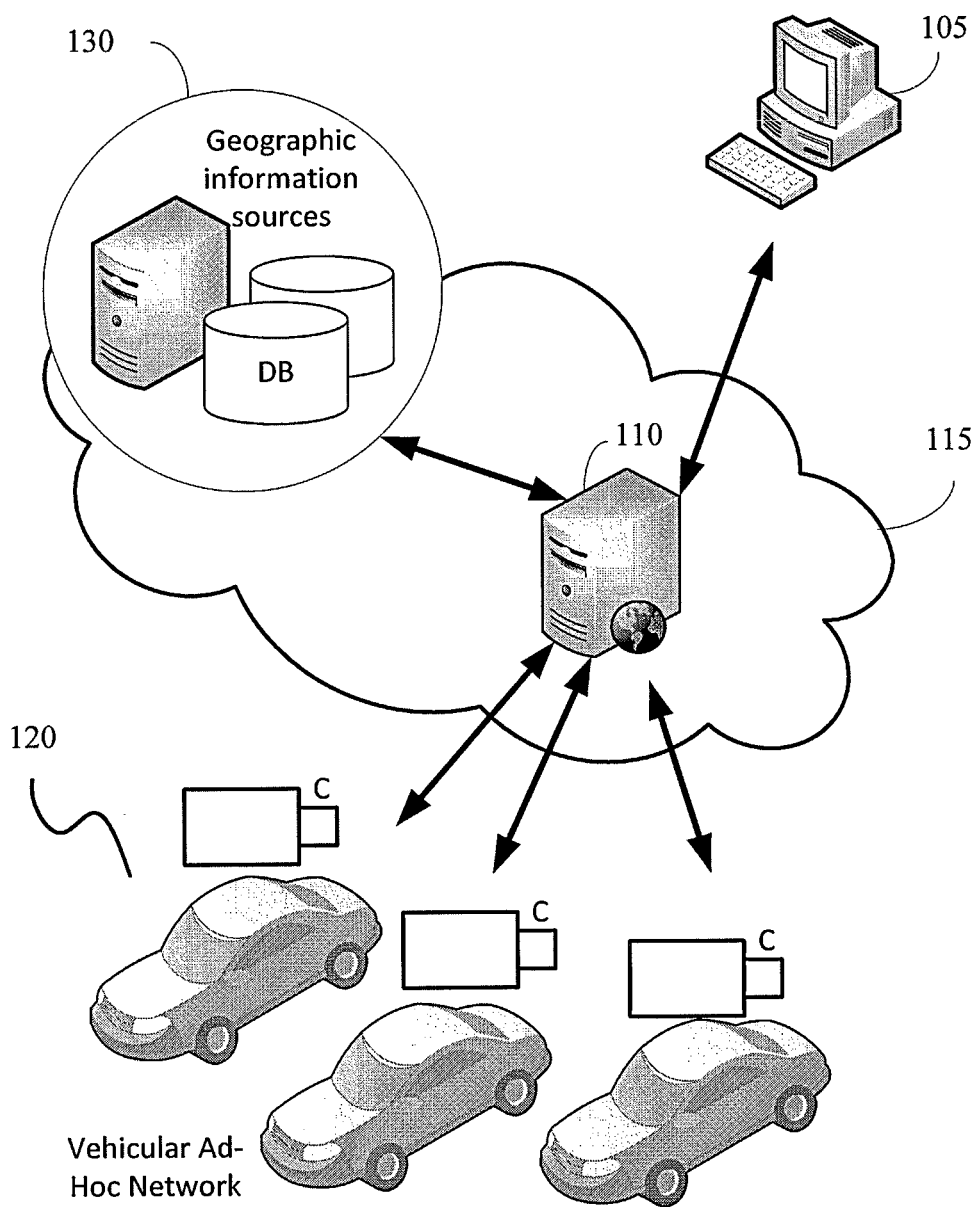 130
105
Geographic
information
sources
DB
110
115
120
C
C
C
Vehicular Ad-
Hoc Network